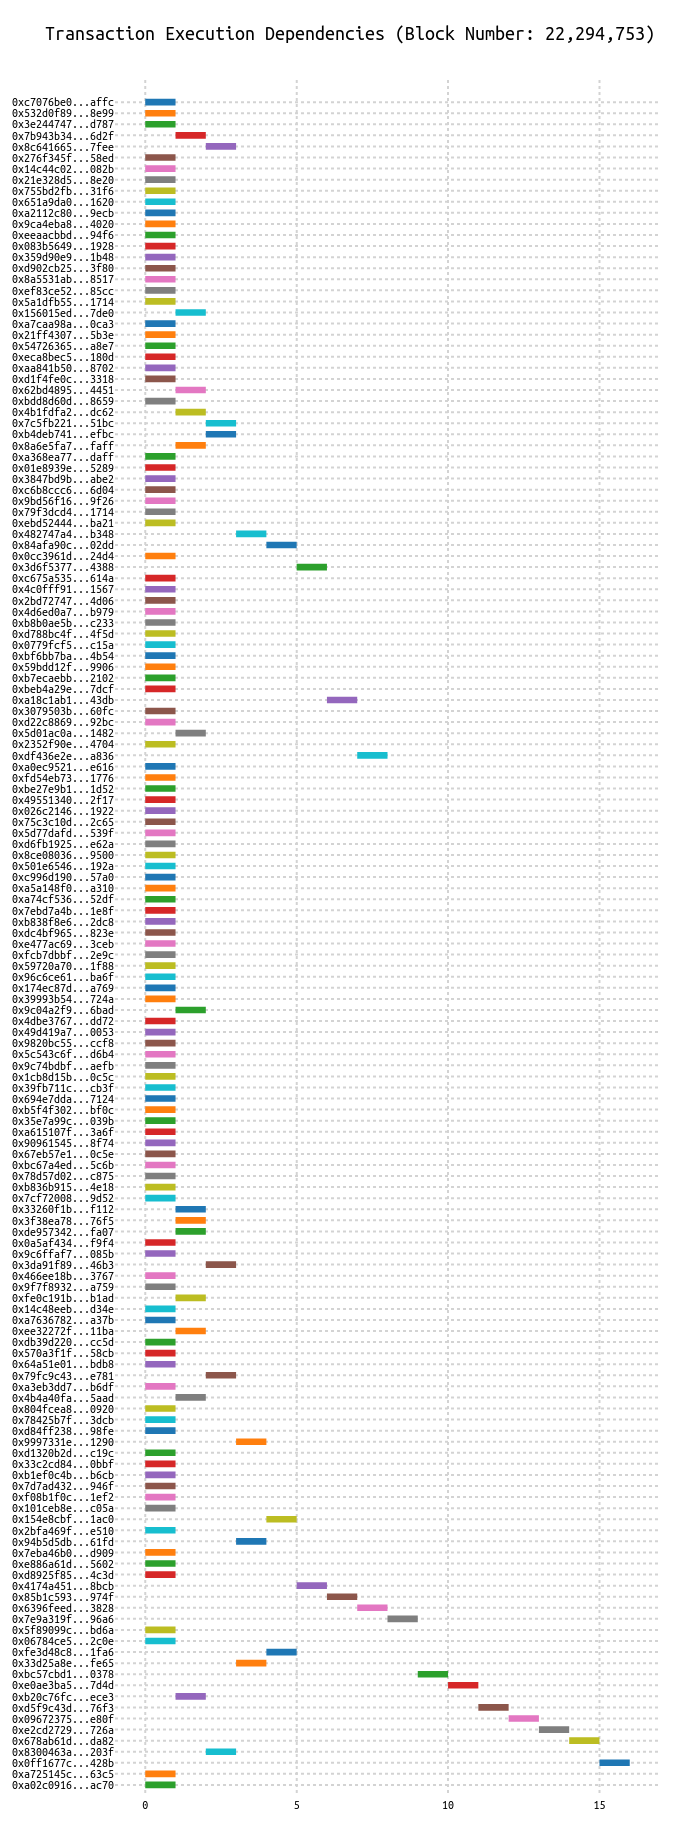 Transaction Execution Dependencies (Block Number: 22,294,753)
0xc7076be0...affc
0x532d0f89...8e99
0x3e244747...d787
0x7b943b34...6d2f
0x8c641665...7fee
0x276f345f...58ed
0x14c44c02...082b
0x21e328d5...8e20
0x755bd2fb...31f6
0x651a9da0...1620
0xa2112c80...9ecb
0x9ca4eba8...4020
0xeeaacbbd...94f6
0x083b5649...1928
0x359d90e9...1b48
0xd902cb25...3f80
0x8a5531ab...8517
0xef83ce52...85cc
0x5a1dfb55...1714
0x156015ed...7de0
0xa7caa98a...0ca3
0x21ff4307...5b3e
0x54726365...a8e7
0xeca8bec5...180d
0xaa841b50...8702
0xd1f4fe0c...3318
0x62bd4895...4451
0xbdd8d60d...8659
0x4b1fdfa2...dc62
0x7c5fb221...51bc
0xb4deb741...efbc
0x8a6e5fa7...faff
0xa368ea77...daff
0x01e8939e...5289
0x3847bd9b...abe2
0xc6b8ccc6...6d04
0x9bd56f16...9f26
0x79f3dcd4...1714
0xebd52444...ba21
0x482747a4...b348
0x84afa90c...02dd
0x0cc3961d...24d4
0x3d6f5377...4388
0xc675a535...614a
0x4c0fff91...1567
0x2bd72747...4d06
0x4d6ed0a7...b979
0xb8b0ae5b...c233
0xd788bc4f...4f5d
0x0779fcf5...c15a
0xbf6bb7ba...4b54
0x59bdd12f...9906
0xb7ecaebb...2102
0xbeb4a29e...7dcf
0xa18c1ab1...43db
0x3079503b...60fc
0xd22c8869...92bc
0x5d01ac0a...1482
0x2352f90e...4704
0xdf436e2e...a836
0xa0ec9521...e616
0xfd54eb73...1776
0xbe27e9b1...1d52
0x49551340...2f17
0x026c2146...1922
0x75c3c10d...2c65
0x5d77dafd...539f
0xd6fb1925...e62a
0x8ce08036...9500
0x501e6546...192a
0xc996d190...57a0
0xa5a148f0...a310
0xa74cf536...52df
0x7ebd7a4b...1e8f
0xb838f8e6...2dc8
0xdc4bf965...823e
0xe477ac69...3ceb
0xfcb7dbbf...2e9c
0x59720a70...1f88
0x96c6ce61...ba6f
0x174ec87d...a769
0x39993b54...724a
0x9c04a2f9...6bad
0x4dbe3767...dd72
0x49d419a7...0053
0x9820bc55...ccf8
0x5c543c6f...d6b4
0x9c74bdbf...aefb
0x1cb8d15b...0c5c
0x39fb711c...cb3f
0x694e7dda...7124
0xb5f4f302...bf0c
0x35e7a99c...039b
0xa615107f...3a6f
0x90961545...8f74
0x67eb57e1...0c5e
0xbc67a4ed...5c6b
0x78d57d02...c875
0xb836b915...4e18
0x7cf72008...9d52
0x33260f1b...f112
0x3f38ea78...76f5
0xde957342...fa07
0x0a5af434...f9f4
0x9c6ffaf7...085b
0x3da91f89...46b3
0x466ee18b...3767
0x9f7f8932...a759
0xfe0c191b...b1ad
0x14c48eeb...d34e
0xa7636782...a37b
0xee32272f...11ba
0xdb39d220...cc5d
0x570a3f1f...58cb
0x64a51e01...bdb8
0x79fc9c43...e781
0xa3eb3dd7...b6df
0x4b4a40fa...5aad
0x804fcea8...0920
0x78425b7f...3dcb
0xd84ff238...98fe
0x9997331e...1290
0xd1320b2d...c19c
0x33c2cd84...0bbf
0xb1ef0c4b...b6cb
0x7d7ad432...946f
0xf08b1f0c...1ef2
0x101ceb8e...c05a
0x154e8cbf...1ac0
0x2bfa469f...e510
0x94b5d5db...61fd
0x7eba46b0...d909
0xe886a61d...5602
0xd8925f85...4c3d
0x4174a451...8bcb
0x85b1c593...974f
0x6396feed...3828
0x7e9a319f...96a6
0x5f89099c...bd6a
0x06784ce5...2c0e
0xfe3d48c8...1fa6
0x33d25a8e...fe65
0xbc57cbd1...0378
0xe0ae3ba5...7d4d
0xb20c76fc...ece3
0xd5f9c43d...76f3
0x09672375...e80f
0xe2cd2729...726a
0x678ab61d...da82
0x8300463a...203f
0x0ff1677c...428b
0xa725145c...63c5
0xa02c0916...ac70
0 5 10 15